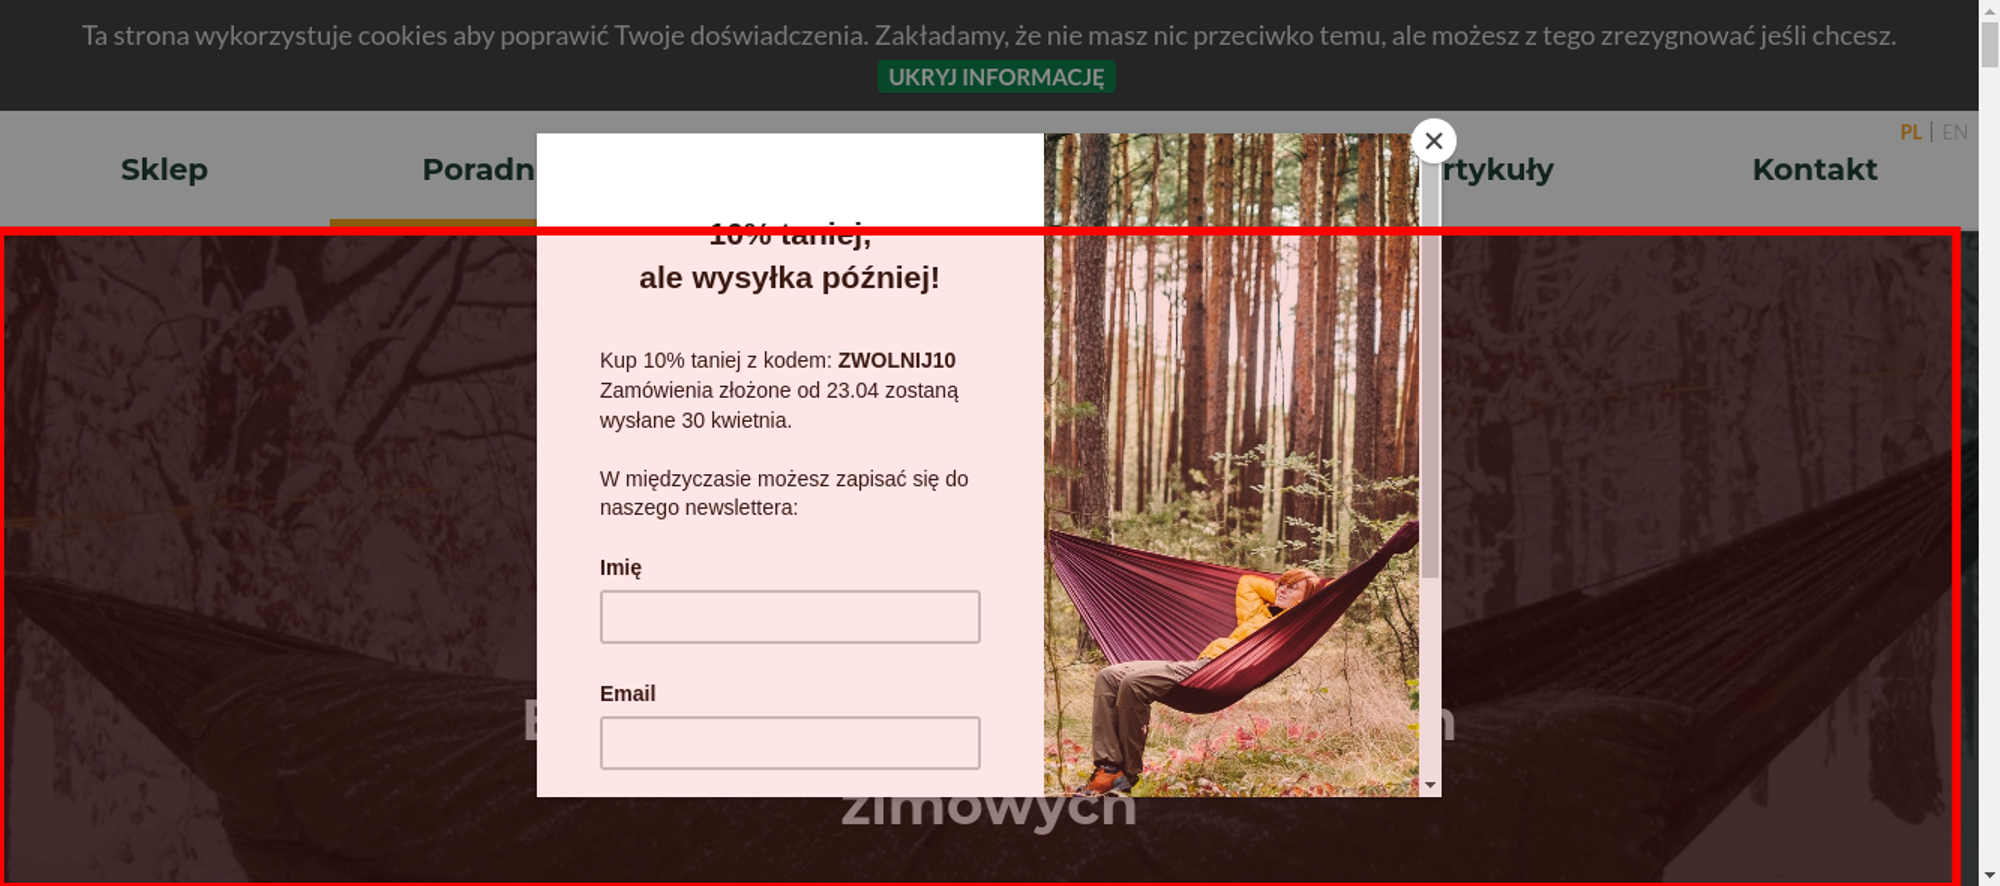 Ta strona wykorzystuje cookies aby poprawić Twoje doświadczenia. Zakładamy, że nie masz nic przeciwko temu, ale możesz z tego zrezygnować jeśli chcesz.
UKRYJ INFORMACJĘ
PL | EN
Sklep
Poradn
rtykuły
Kontakt
10% taniej,
ale wysyłka później!
Kup 10% taniej z kodem: ZWOLNIJ10
Zamówienia złożone od 23.04 zostaną
wysłane 30 kwietnia.
W międzyczasie możesz zapisać się do
naszego newslettera:
Imię
Email
zimowych